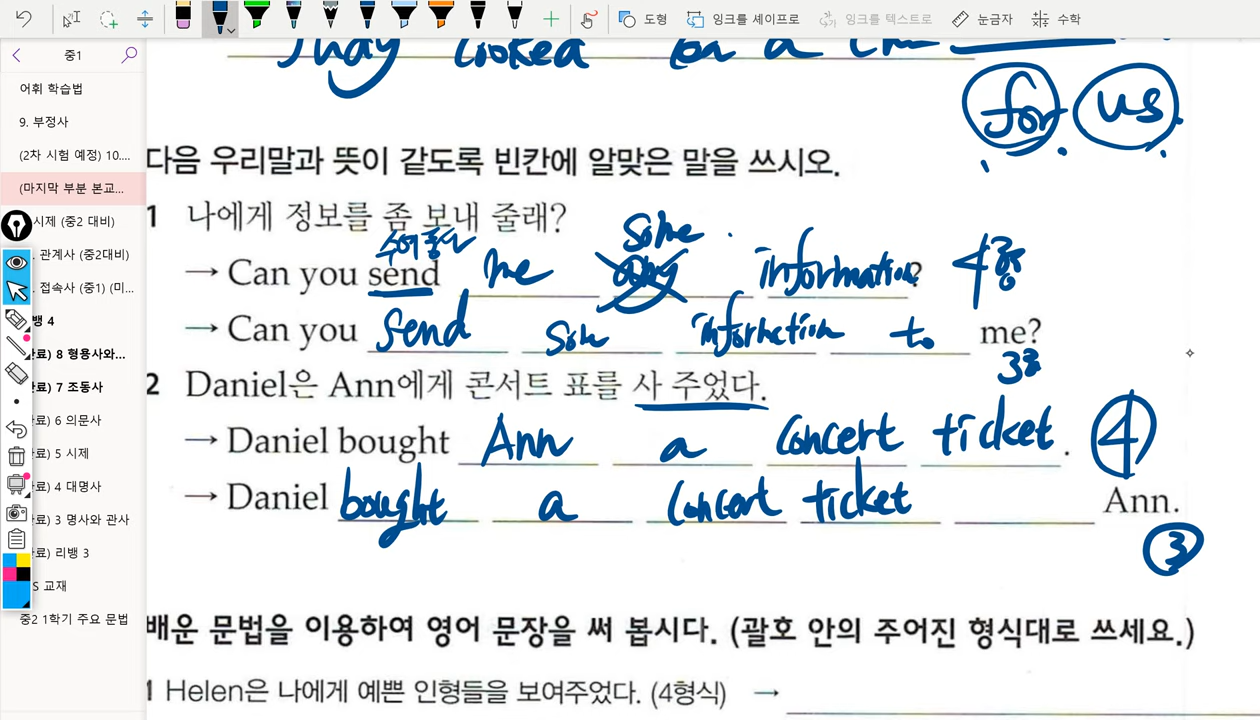 도형 잉크를 셰이프로 잉크를 텍스트로 눈금자 수학
중1
어휘 학습법
9. 부정사
(2차 시험 예정) 10....
(마지막 부분 본교...
시제 (중2 대비)
관계사 (중2대비)
접속사 (중1) (미...
뱅 4
료) 8 형용사와...
료) 7 조동사
료) 6 의문사
료) 5 시제
료) 4 대명사
료) 3 명사와 관사
료) 리뱅 3
S 교재
중2 1학기 주요 문법
looked a
for us.
다음 우리말과 뜻이 같도록 빈칸에 알맞은 말을 쓰시오.
1 나에게 정보를 좀 보내 줄래?
수여동사 some
→ Can you send me any information? 4형
→ Can you send som information to me?
3형
2 Daniel은 Ann에게 콘서트 표를 사 주었다.
→ Daniel bought Ann a concert ticket. 4
→ Daniel bought a concert ticket Ann.
3
배운 문법을 이용하여 영어 문장을 써 봅시다. (괄호 안의 주어진 형식대로 쓰세요.)
1 Helen은 나에게 예쁜 인형들을 보여주었다. (4형식) →